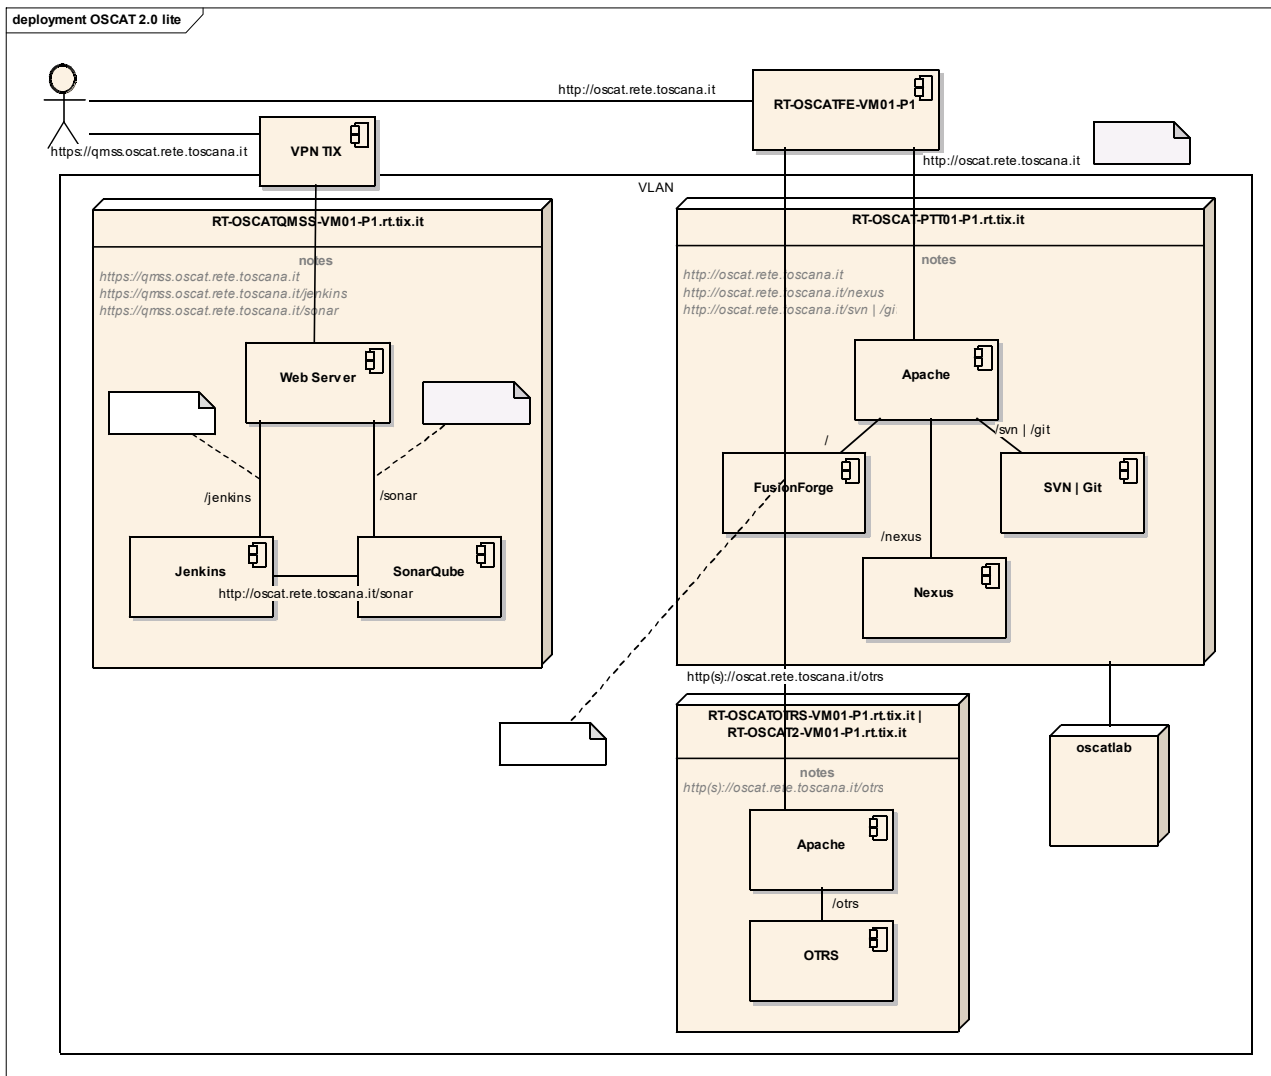 deployment OSCAT 2.0 lite
http://oscat.rete.toscana.it
RT-OSCATFE-VM01-P1
https://qmss.oscat.rete.toscana.it
VPN TIX
http://oscat.rete.toscana.it
VLAN
RT-OSCATQMSS-VM01-P1.rt.tix.it
notes
https://qmss.oscat.rete.toscana.it
https://qmss.oscat.rete.toscana.it/jenkins
https://qmss.oscat.rete.toscana.it/sonar
Web Server
/jenkins
/sonar
Jenkins
SonarQube
http://oscat.rete.toscana.it/sonar
RT-OSCAT-PTT01-P1.rt.tix.it
notes
http://oscat.rete.toscana.it
http://oscat.rete.toscana.it/nexus
http://oscat.rete.toscana.it/svn | /git
Apache
/
/svn | /git
FusionForge
SVN | Git
/nexus
Nexus
http(s)://oscat.rete.toscana.it/otrs
RT-OSCATOTRS-VM01-P1.rt.tix.it |
RT-OSCAT2-VM01-P1.rt.tix.it
notes
http(s)://oscat.rete.toscana.it/otrs
Apache
/otrs
OTRS
oscatlab